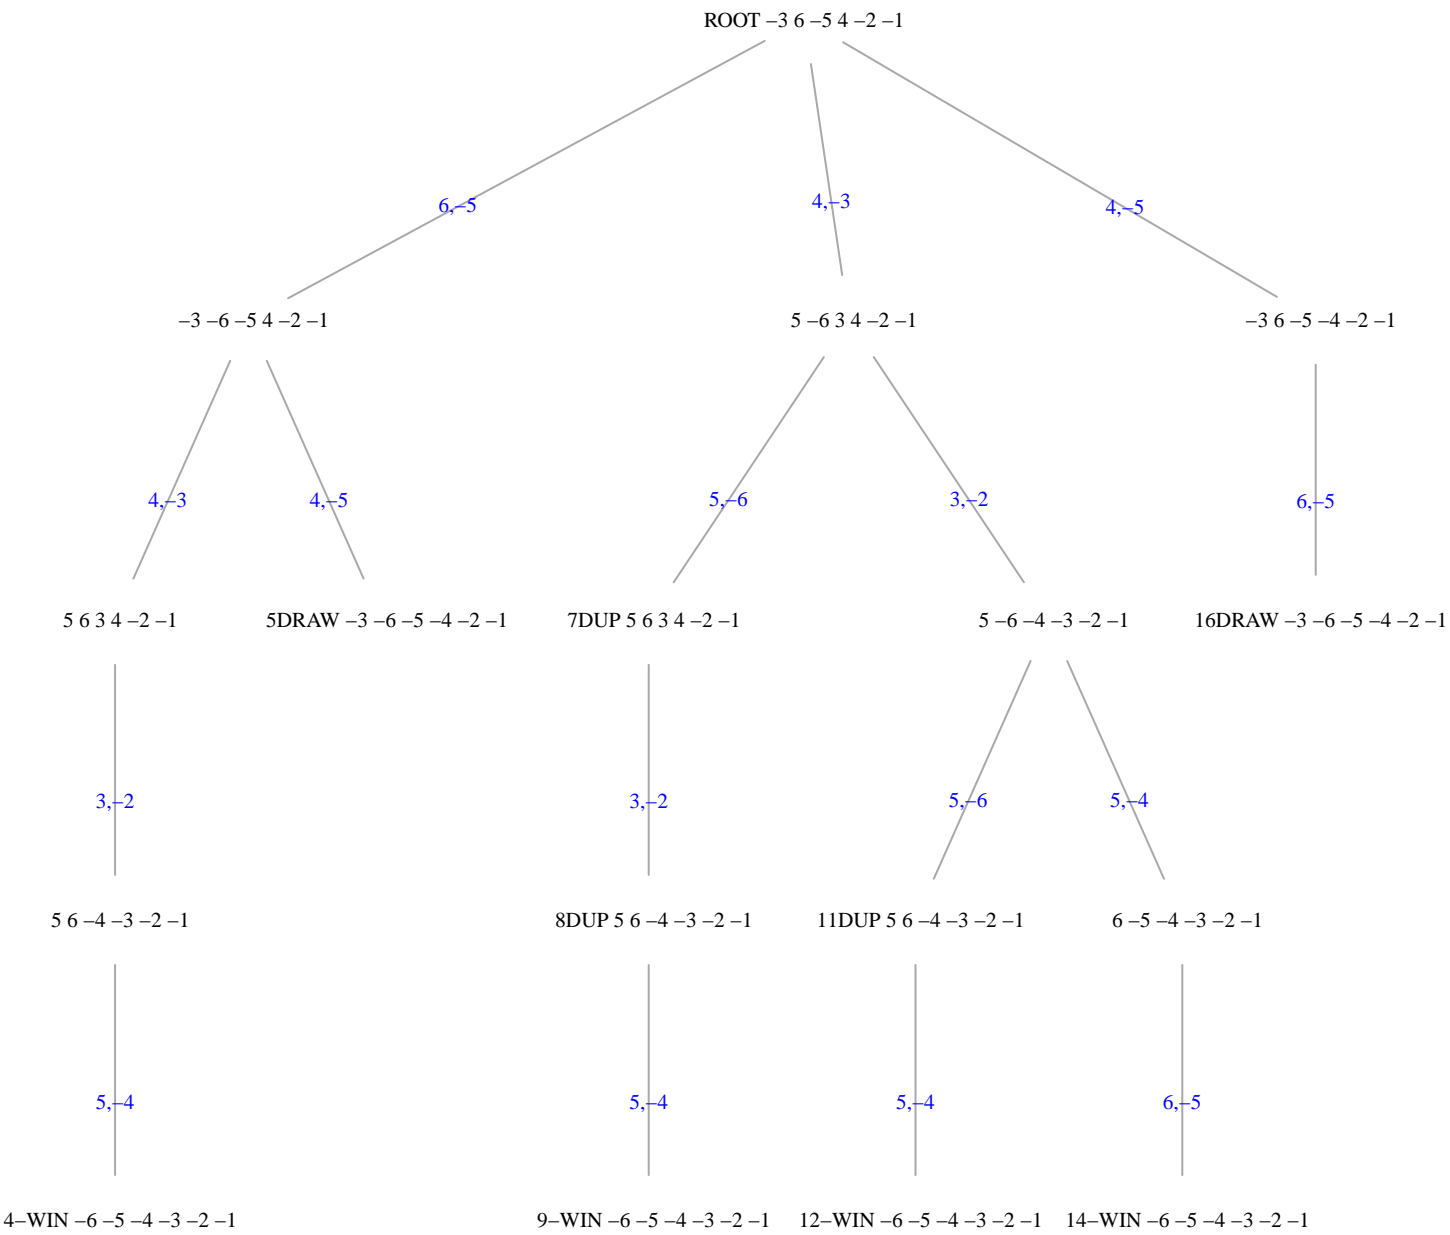 ROOT –3 6 –5 4 –2 –1
6,–5
4,–3
4,–5
–3 –6 –5 4 –2 –1
5 –6 3 4 –2 –1
–3 6 –5 –4 –2 –1
4,–3
4,–5
5,–6
3,–2
6,–5
5 6 3 4 –2 –1
5DRAW –3 –6 –5 –4 –2 –1
7DUP 5 6 3 4 –2 –1
5 –6 –4 –3 –2 –1
16DRAW –3 –6 –5 –4 –2 –1
3,–2
3,–2
5,–6
5,–4
5 6 –4 –3 –2 –1
8DUP 5 6 –4 –3 –2 –1
11DUP 5 6 –4 –3 –2 –1
6 –5 –4 –3 –2 –1
5,–4
5,–4
5,–4
6,–5
4–WIN –6 –5 –4 –3 –2 –1
9–WIN –6 –5 –4 –3 –2 –1
12–WIN –6 –5 –4 –3 –2 –1
14–WIN –6 –5 –4 –3 –2 –1